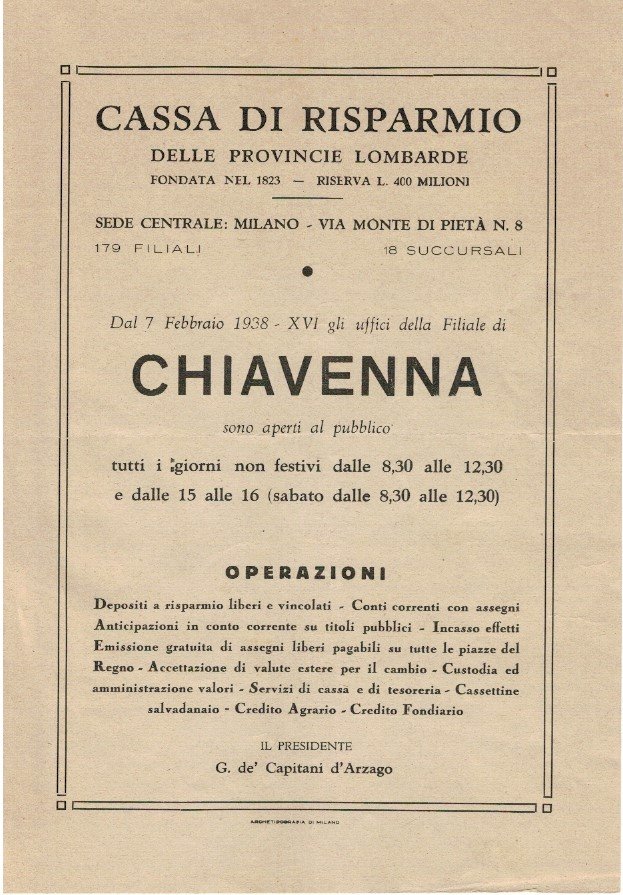 CASSA DI RISPARMIO
DELLE PROVINCIE LOMBARDE
FONDATA NEL 1823 — RISERVA L. 400 MILIONI
SEDE CENTRALE: MILANO - VIA MONTE DI PIETÀ N. 8
179 FILIALI 18 SUCCURSALI
Dal 7 Febbraio 1938 - XVI gli uffici della Filiale di
CHIAVENNA
sono aperti al pubblico
tutti i giorni non festivi dalle 8,30 alle 12,30
e dalle 15 alle 16 (sabato dalle 8,30 alle 12,30)
OPERAZIONI
Depositi a risparmio liberi e vincolati - Conti correnti con assegni
Anticipazioni in conto corrente su titoli pubblici - Incasso effetti
Emissione gratuita di assegni liberi pagabili su tutte le piazze del
Regno - Accettazione di valute estere per il cambio - Custodia ed
amministrazione valori - Servizi di cassa e di tesoreria - Cassettine
salvadanaio - Credito Agrario - Credito Fondiario
IL PRESIDENTE
G. de' Capitani d'Arzago
ARCHETIPOGRAFIA DI MILANO